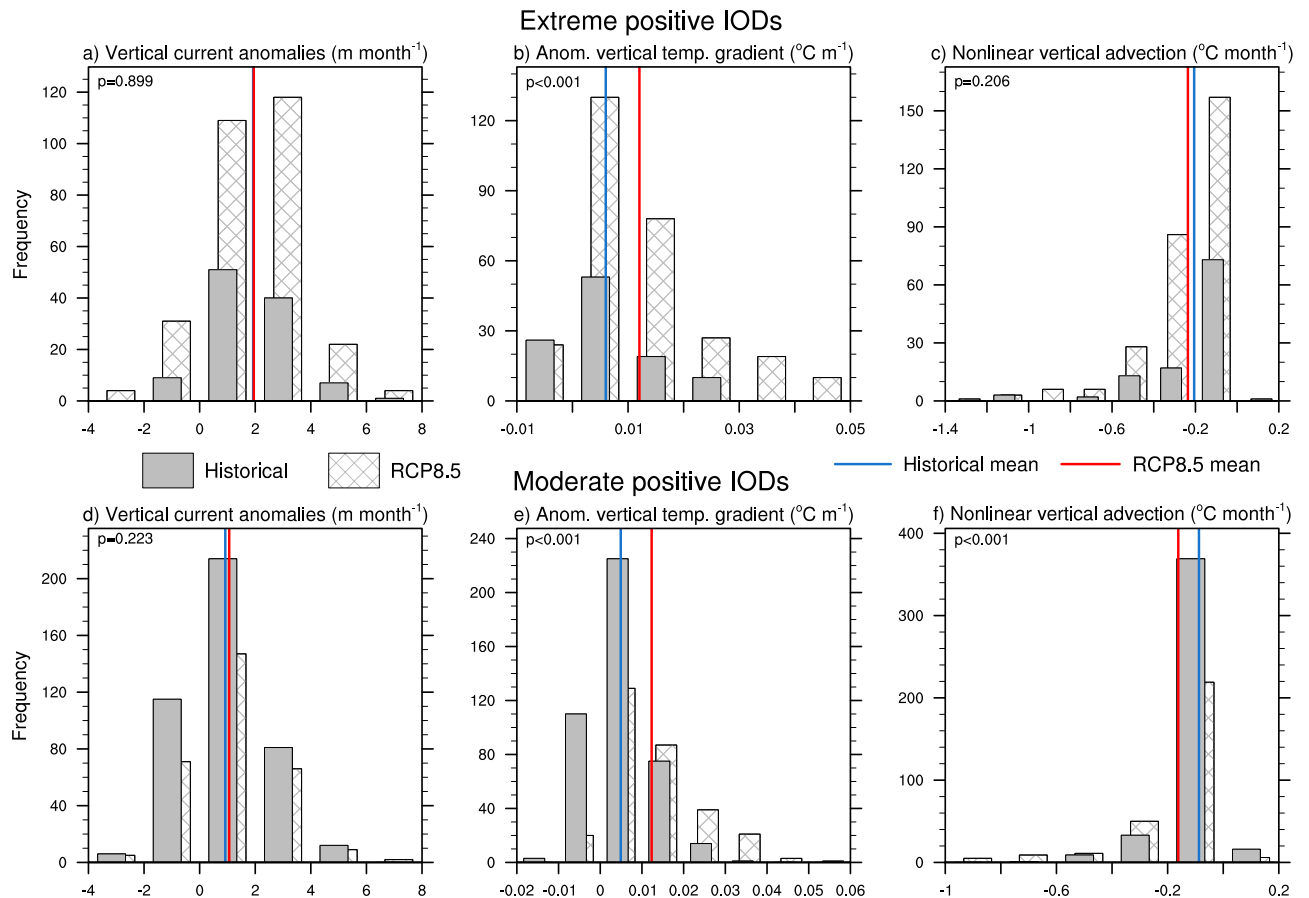 Extreme positive IODs
a) Vertical current anomalies (m month⁻¹)
b) Anom. vertical temp. gradient (°C m⁻¹)
c) Nonlinear vertical advection (°C month⁻¹)
p=0.899
p<0.001
p=0.206
Frequency
120
100
80
60
40
20
0
-4 -2 0 2 4 6 8
120
90
60
30
0
-0.01 0.01 0.03 0.05
150
120
90
60
30
0
-1.4 -1 -0.6 -0.2 0.2
Historical
RCP8.5
Historical mean
RCP8.5 mean
Moderate positive IODs
d) Vertical current anomalies (m month⁻¹)
e) Anom. vertical temp. gradient (°C m⁻¹)
f) Nonlinear vertical advection (°C month⁻¹)
p=0.223
p<0.001
p<0.001
Frequency
200
160
120
80
40
0
-4 -2 0 2 4 6 8
240
200
160
120
80
40
0
-0.02 -0.01 0 0.01 0.02 0.03 0.04 0.05 0.06
400
300
200
100
0
-1 -0.6 -0.2 0.2